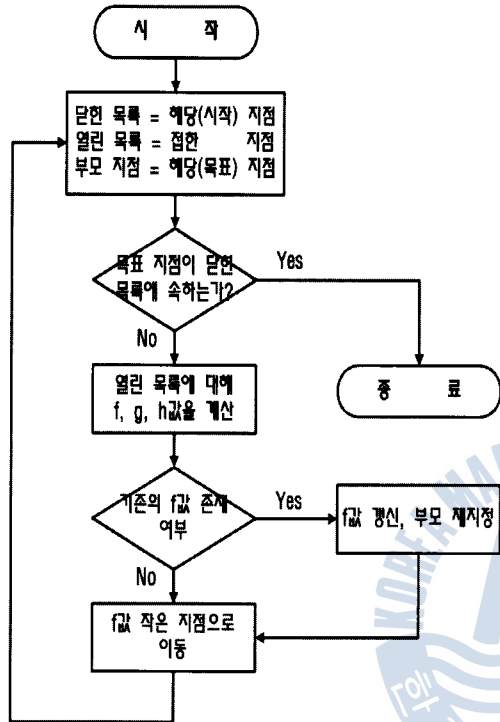 시 작
닫힌 목록 = 해당(시작) 지점
열린 목록 = 접한 지점
부모 지점 = 해당(목표) 지점
목표 지점이 닫힌
목록에 속하는가?
Yes
No
열린 목록에 대해
f, g, h값을 계산
종 료
기존의 f값 존재
여부
Yes
f값 갱신, 부모 재지정
No
f값 작은 지점으로
이동
KOREA MA